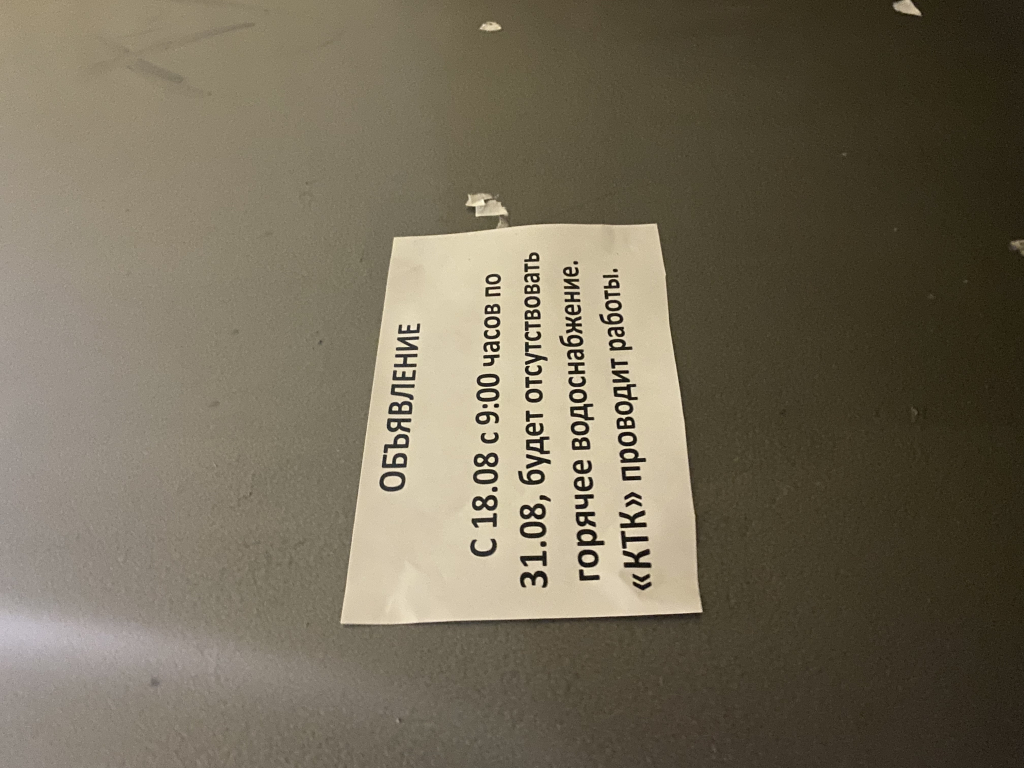 ОБЪЯВЛЕНИЕ
С 18.08 с 9:00 часов по
31.08, будет отсутствовать
горячее водоснабжение.
«КТК» проводит работы.